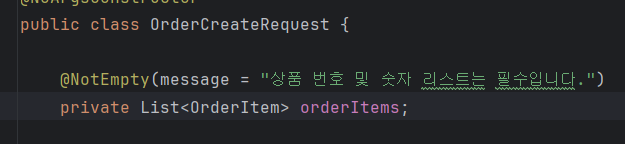 @NoArgsConstructor
public class OrderCreateRequest {
@NotEmpty(message = "상품 번호 및 숫자 리스트는 필수입니다.")
private List<OrderItem> orderItems;